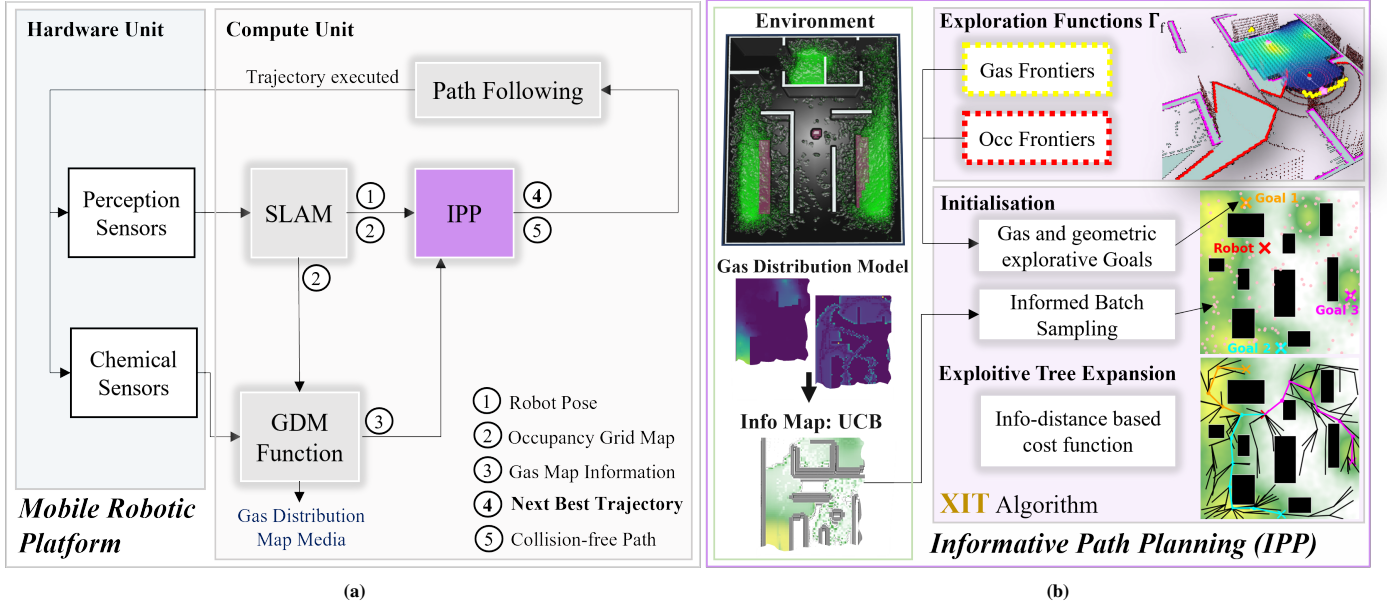 Hardware Unit
Compute Unit
Trajectory executed
Path Following
Perception
Sensors
SLAM
1
2
IPP
4
5
2
Chemical
Sensors
GDM
Function
3
1 Robot Pose
2 Occupancy Grid Map
3 Gas Map Information
4 Next Best Trajectory
5 Collision-free Path
Gas Distribution
Map Media
Mobile Robotic
Platform
(a)
Environment
Gas Distribution Model
Info Map: UCB
Exploration Functions Γf
Gas Frontiers
Occ Frontiers
Initialisation
Gas and geometric
explorative Goals
Informed Batch
Sampling
Goal 1
Robot
Goal 3
Goal 2
Exploitive Tree Expansion
Info-distance based
cost function
XIT Algorithm
Informative Path Planning (IPP)
(b)